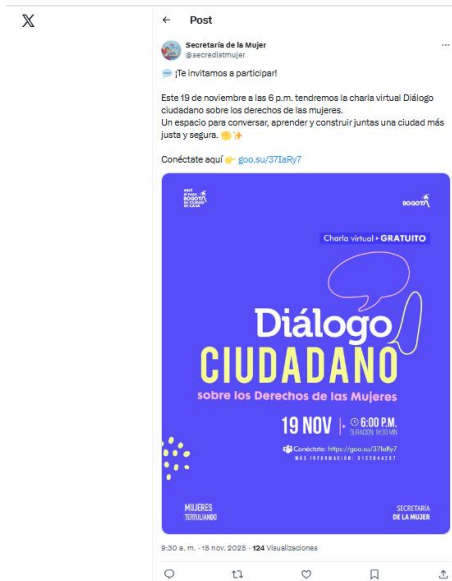 Post
Secretaría de la Mujer
@secredistmujer
¡Te invitamos a participar!
Este 19 de noviembre a las 6 p.m. tendremos la charla virtual Diálogo
ciudadano sobre los derechos de las mujeres.
Un espacio para conversar, aprender y construir juntas una ciudad más
justa y segura.
Conéctate aquí goo.su/37IaRy7
BOGOTÁ
Charla virtual GRATUITO
Diálogo
CIUDADANO
sobre los Derechos de las Mujeres
19 NOV
6:00 P.M.
DURACIÓN:
Conéctate: https://goo.su/37IaRy7
MÁS INFORMACIÓN:
MUJERES
TERTULIANDO
SECRETARÍA
DE LA MUJER
9:30 a. m. · 15 nov. 2025 · 124 Visualizaciones